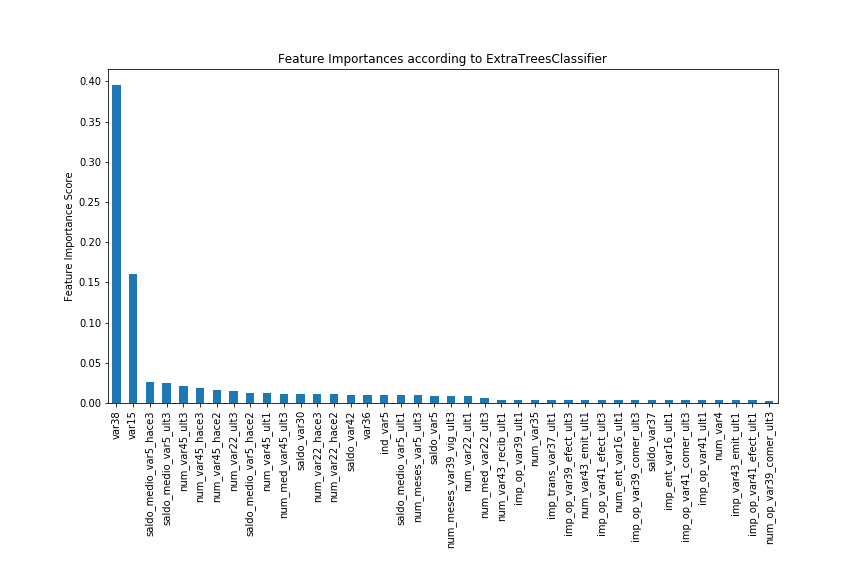 Feature Importances according to ExtraTreesClassifier
Feature Importance Score
0.40
0.35
0.30
0.25
0.20
0.15
0.10
0.05
0.00
var38
var15
saldo_medio_var5_hace3
saldo_medio_var5_ult3
num_var45_ult3
num_var45_hace3
num_var45_hace2
num_var22_ult3
saldo_medio_var5_hace2
num_var45_ult1
num_med_var45_ult3
saldo_var30
num_var22_hace3
num_var22_hace2
saldo_var42
var36
ind_var5
saldo_medio_var5_ult1
num_meses_var5_ult3
saldo_var5
num_meses_var39_vig_ult3
num_var22_ult1
num_med_var22_ult3
num_var43_recib_ult1
imp_op_var39_ult1
num_var35
imp_trans_var37_ult1
imp_op_var39_efect_ult3
num_var43_emit_ult1
imp_op_var41_efect_ult3
num_ent_var16_ult1
imp_op_var39_comer_ult3
saldo_var37
imp_ent_var16_ult1
imp_op_var41_comer_ult3
imp_op_var41_ult1
num_var4
imp_var43_emit_ult1
imp_op_var41_efect_ult1
num_op_var39_comer_ult3